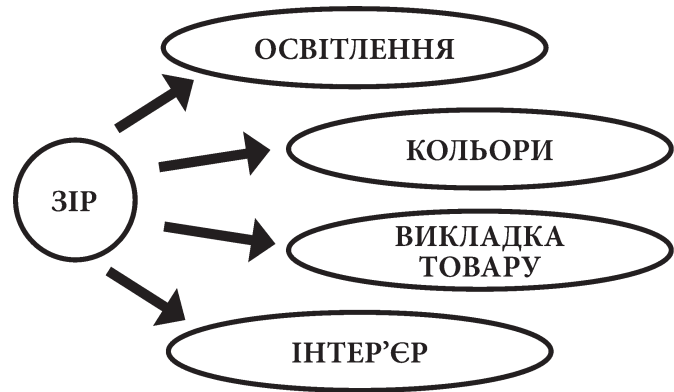 ОСВІТЛЕННЯ
КОЛЬОРИ
ЗІР
ВИКЛАДКА
ТОВАРУ
ІНТЕР’ЄР